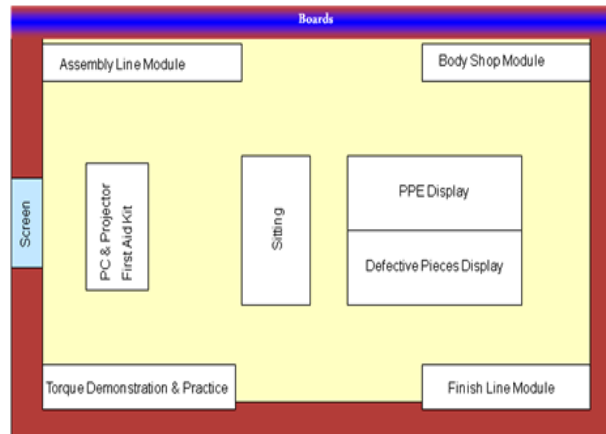 Boards
Assembly Line Module
Body Shop Module
Screen
PC & Projector
First Aid Kit
Sitting
PPE Display
Defective Pieces Display
Torque Demonstration & Practice
Finish Line Module